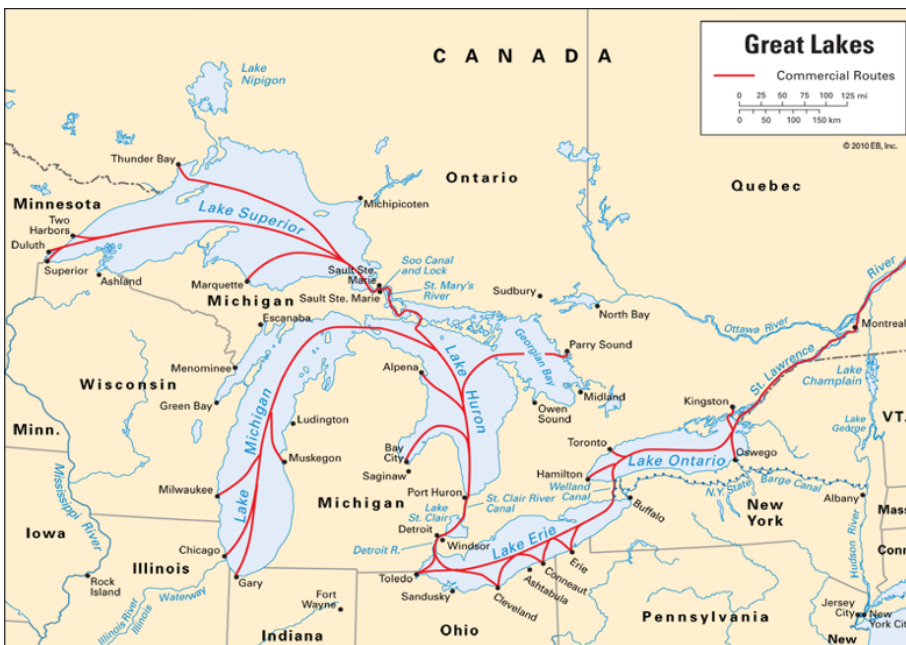 Great Lakes
Commercial Routes
0 25 50 75 100 125 mi
0 50 100 150 km
© 2010 EB, Inc.
CANADA
Lake
Nipigon
Thunder Bay
Ontario
Quebec
Minnesota
Two
Harbors
Duluth
Superior
Lake Superior
Michipicoten
Ashland
Marquette
Michigan
Sault Ste.
Marie
Sault Ste. Marie
Soo Canal
and Lock
St. Mary's
River
Sudbury
North Bay
Ottawa River
River
Montreal
St. Lawrence
Escanaba
Menominee
Wisconsin
Green Bay
Alpena
Lake
Huron
Georgian Bay
Parry Sound
Midland
Owen
Sound
Kingston
Lake
Champlain
Lake
George
VT.
Minn.
Mississippi River
Michigan
Lake
Ludington
Muskegon
Bay
City
Saginaw
Toronto
Hamilton
Lake Ontario
Oswego
Welland
Canal
N.Y. State Barge Canal
Milwaukee
Michigan
Port Huron
Lake
St. Clair
St. Clair River
Canal
Buffalo
New
York
Albany
Mass
Iowa
Detroit
Windsor
Detroit R.
Lake Erie
Hudson River
Conn
Chicago
Illinois
Gary
Toledo
Sandusky
Cleveland
Ashtabula
Conneaut
Erie
Rock
Island
Waterway
Illinois River
Illinois
Fort
Wayne
Indiana
Ohio
Pennsylvania
Jersey
City
New
York City
New